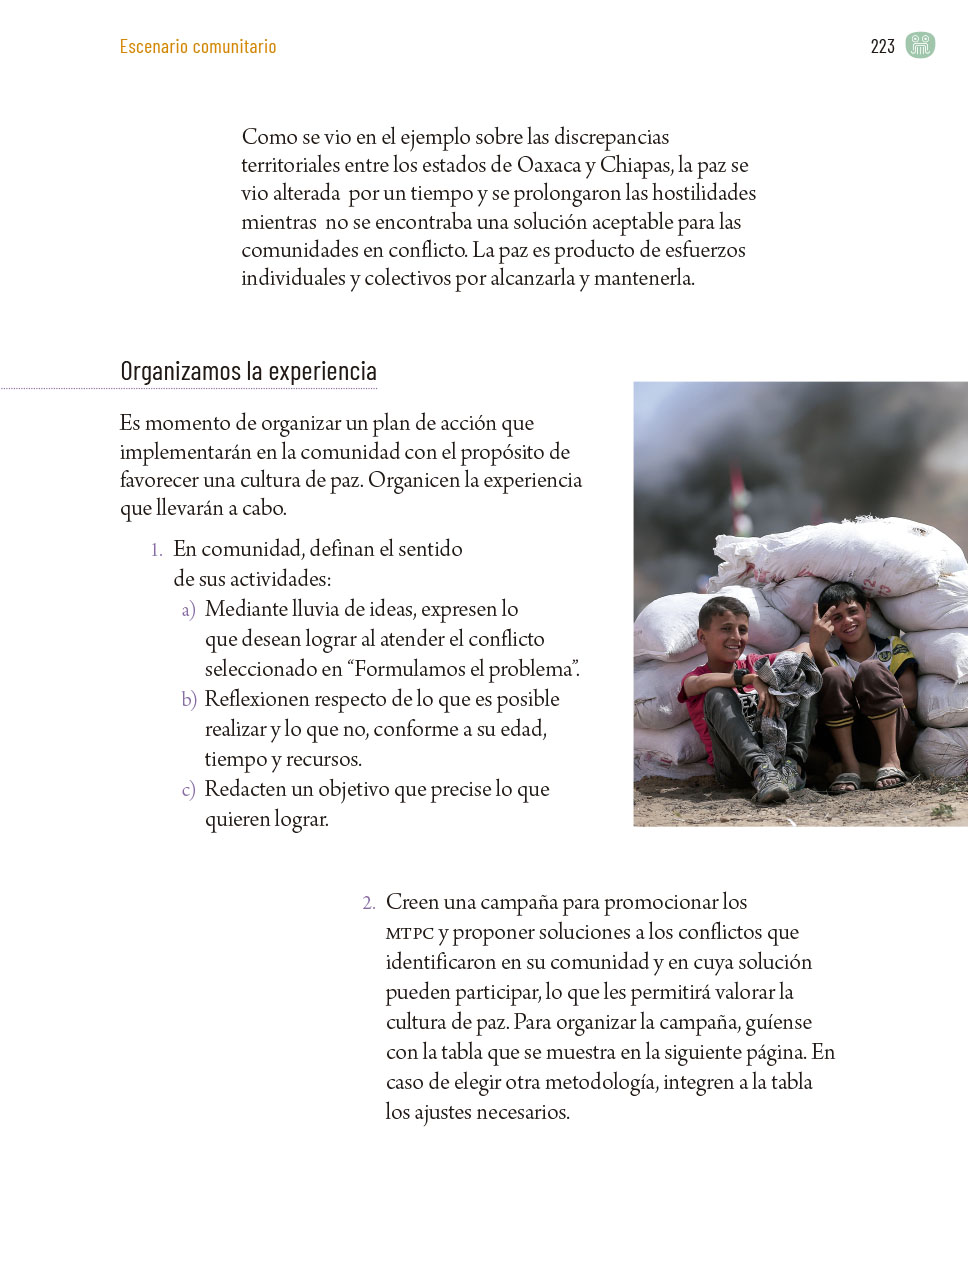 Escenario comunitario
223
Como se vio en el ejemplo sobre las discrepancias
territoriales entre los estados de Oaxaca y Chiapas, la paz se
vio alterada  por un tiempo y se prolongaron las hostilidades
mientras  no se encontraba una solución aceptable para las
comunidades en conflicto. La paz es producto de esfuerzos
individuales y colectivos por alcanzarla y mantenerla.
Organizamos la experiencia
Es momento de organizar un plan de acción que
implementarán en la comunidad con el propósito de
favorecer una cultura de paz. Organicen la experiencia
que llevarán a cabo.
1. En comunidad, definan el sentido
de sus actividades:
a) Mediante lluvia de ideas, expresen lo
que desean lograr al atender el conflicto
seleccionado en “Formulamos el problema”.
b) Reflexionen respecto de lo que es posible
realizar y lo que no, conforme a su edad,
tiempo y recursos.
c) Redacten un objetivo que precise lo que
quieren lograr.
2. Creen una campaña para promocionar los
MTPC y proponer soluciones a los conflictos que
identificaron en su comunidad y en cuya solución
pueden participar, lo que les permitirá valorar la
cultura de paz. Para organizar la campaña, guíense
con la tabla que se muestra en la siguiente página. En
caso de elegir otra metodología, integren a la tabla
los ajustes necesarios.